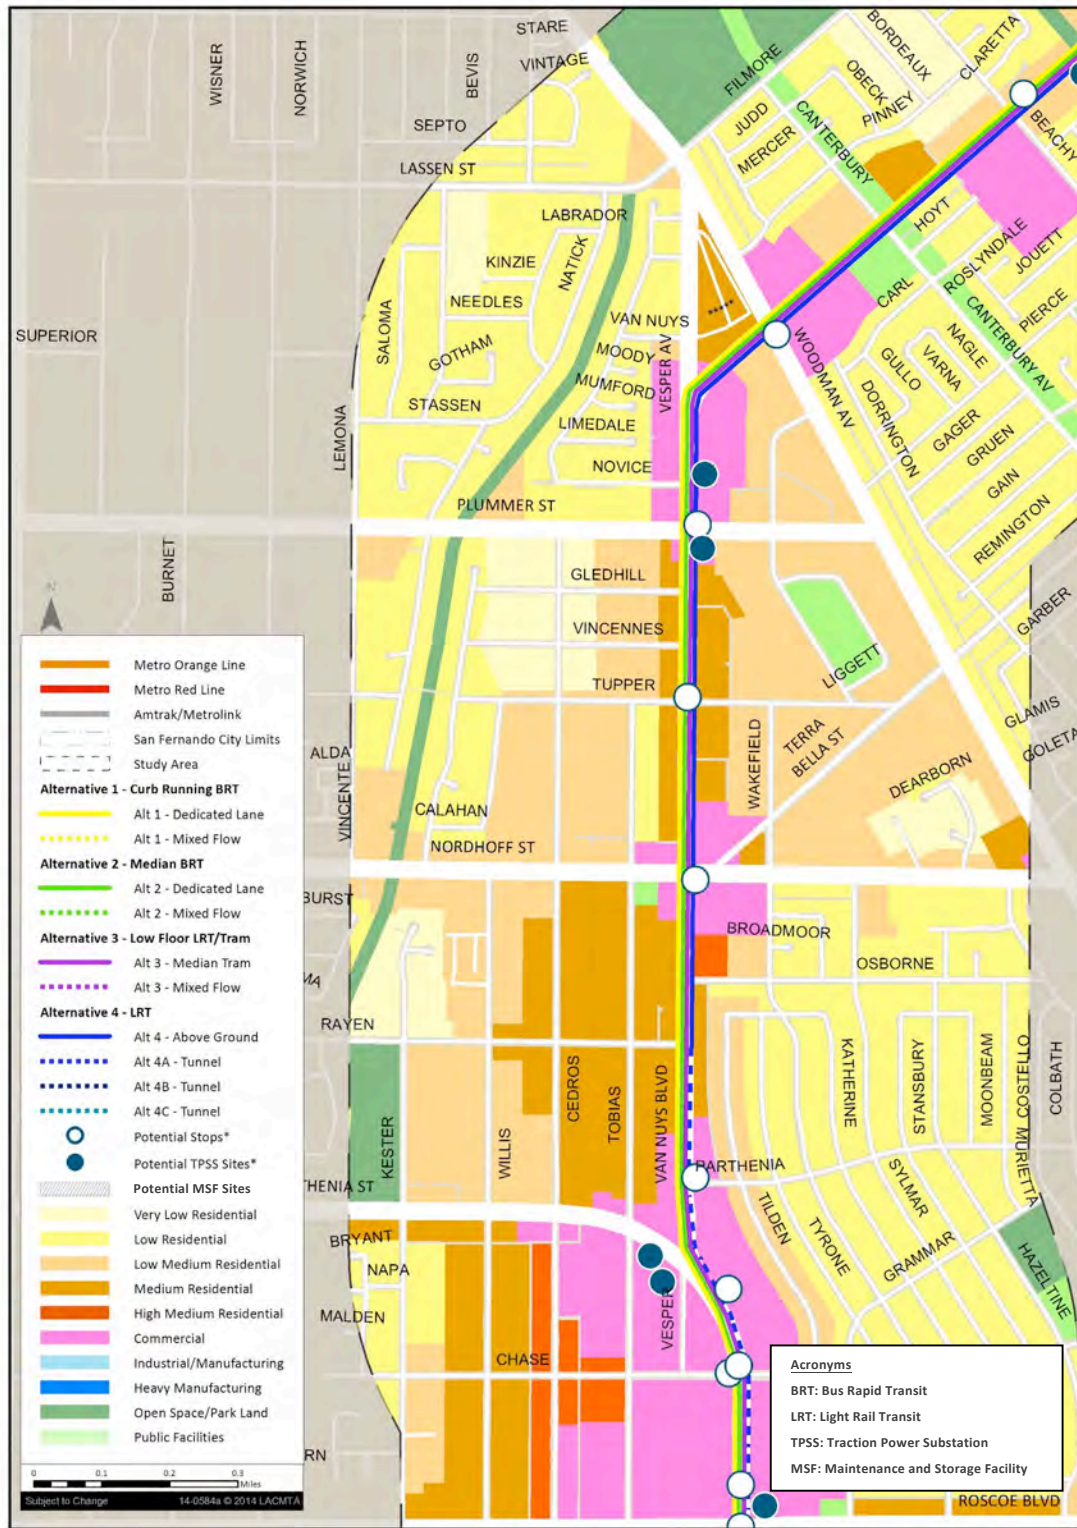 STARE
VINTAGE
WISNER
NORWICH
BEVIS
SEPTO
LASSEN ST
FILMORE
BORDEAUX
CLARETTA
OBECK
PINNEY
JUDD
MERCER
CANTERBURY
BEACHY
LABRADOR
KINZIE
NATICK
NEEDLES
HOYT
ROSLYNDALE
JOUETT
CARL
PIERCE
CANTERBURY AV
SUPERIOR
SALOMA
GOTHAM
VAN NUYS
MOODY
MUMFORD
VESPER AV
WOODMAN AV
NAGLE
VARNA
GULLO
DORRINGTON
GAGER
GRUEN
GAIN
REMINGTON
STASSEN
LIMEDALE
NOVICE
LEMONA
PLUMMER ST
BURNET
GLEDHILL
VINCENNES
TUPPER
LIGGETT
GARBER
GLAMIS
GOLETA
WAKEFIELD
TERRA
BELLA ST
DEARBORN
ALDA
VINCENTE
CALAHAN
NORDHOFF ST
BURST
BROADMOOR
OSBORNE
MA
RAYEN
KESTER
WILLIS
CEDROS
TOBIAS
VAN NUYS BLVD
KATHERINE
STANSBURY
MOONBEAM
COSTELLO
MURIETTA
COLBATH
PARTHENIA
THENIA ST
TILDEN
TYRONE
SYLMAR
GRAMMAR
HAZELTINE
BRYANT
NAPA
MALDEN
VESPER
CHASE
RN
ROSCOE BLVD
N
Metro Orange Line
Metro Red Line
Amtrak/Metrolink
San Fernando City Limits
Study Area
Alternative 1 - Curb Running BRT
Alt 1 - Dedicated Lane
Alt 1 - Mixed Flow
Alternative 2 - Median BRT
Alt 2 - Dedicated Lane
Alt 2 - Mixed Flow
Alternative 3 - Low Floor LRT/Tram
Alt 3 - Median Tram
Alt 3 - Mixed Flow
Alternative 4 - LRT
Alt 4 - Above Ground
Alt 4A - Tunnel
Alt 4B - Tunnel
Alt 4C - Tunnel
Potential Stops*
Potential TPSS Sites*
Potential MSF Sites
Very Low Residential
Low Residential
Low Medium Residential
Medium Residential
High Medium Residential
Commercial
Industrial/Manufacturing
Heavy Manufacturing
Open Space/Park Land
Public Facilities
0 0.1 0.2 0.3
Miles
Subject to Change 14-0584a © 2014 LACMTA
Acronyms
BRT: Bus Rapid Transit
LRT: Light Rail Transit
TPSS: Traction Power Substation
MSF: Maintenance and Storage Facility